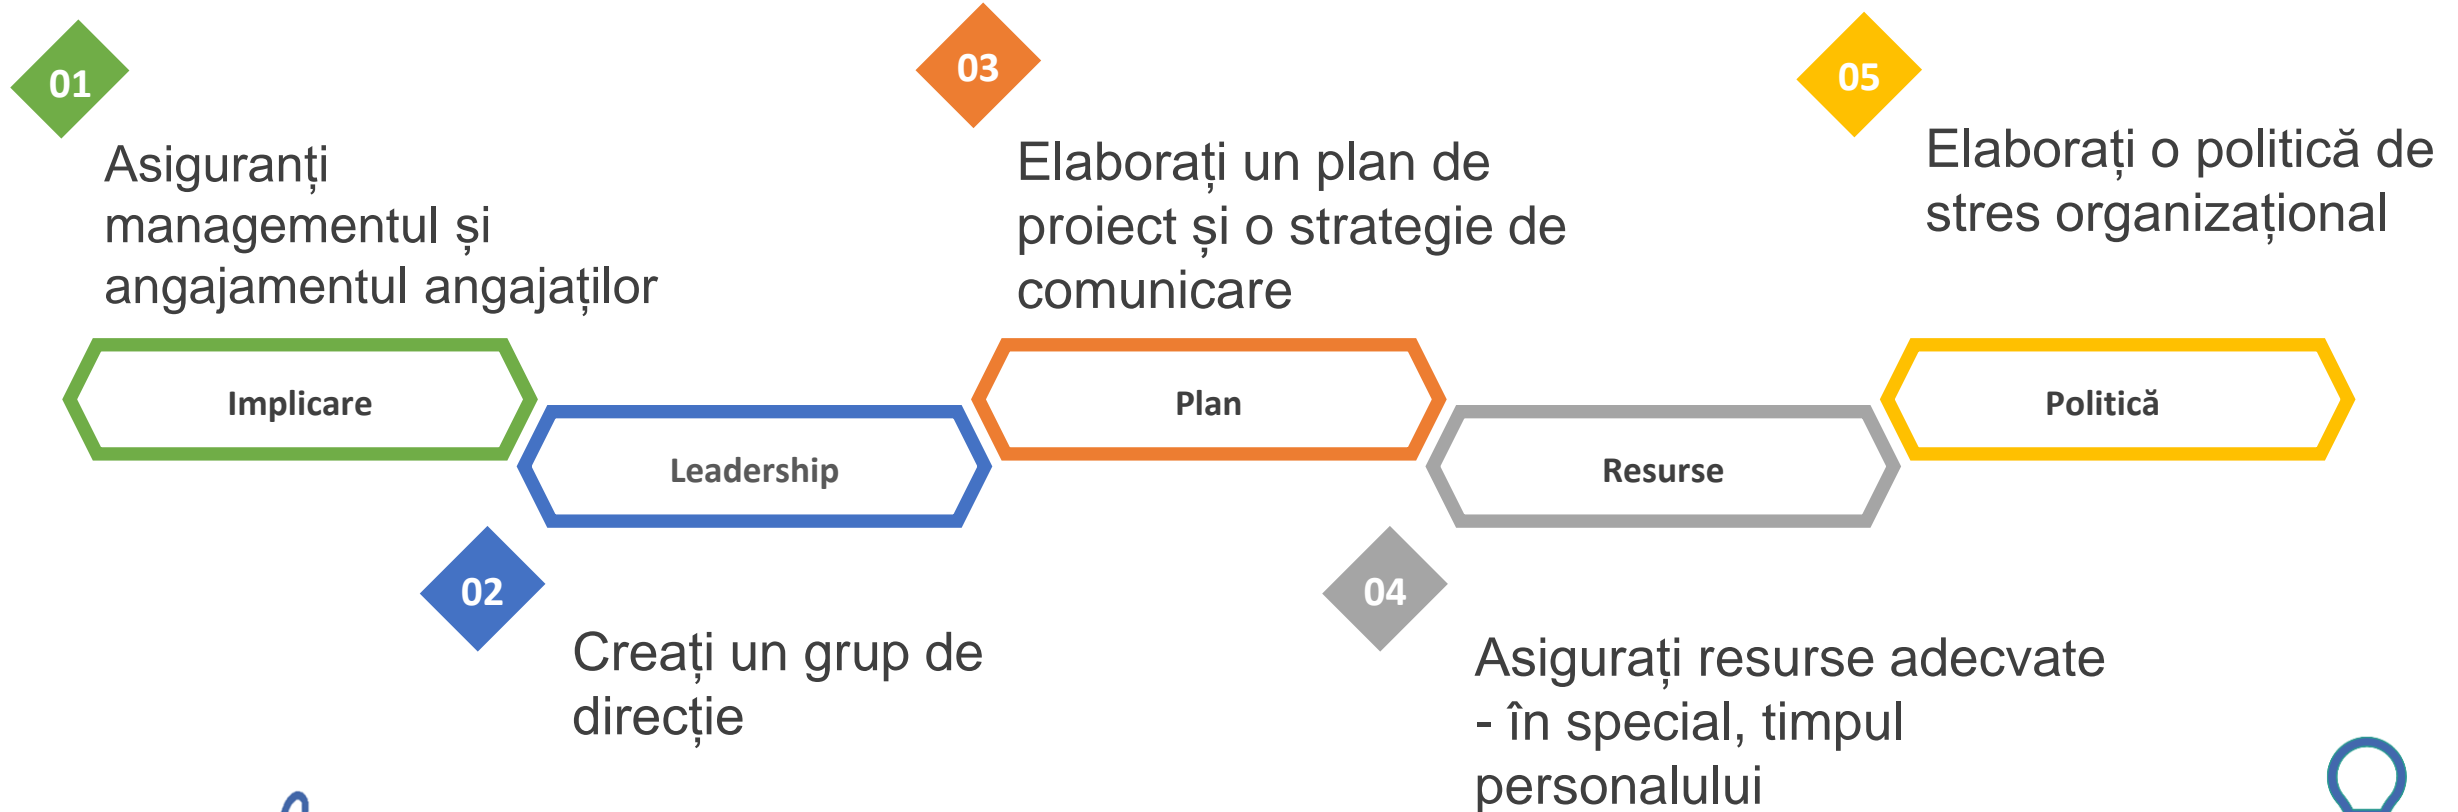 01
Asiguranți
managementul și
angajamentul angajaților
Implicare
02
Leadership
Creați un grup de
direcție
03
Elaborați un plan de
proiect și o strategie de
comunicare
Plan
04
Resurse
Asigurați resurse adecvate
- în special, timpul
personalului
05
Elaborați o politică de
stres organizațional
Politică